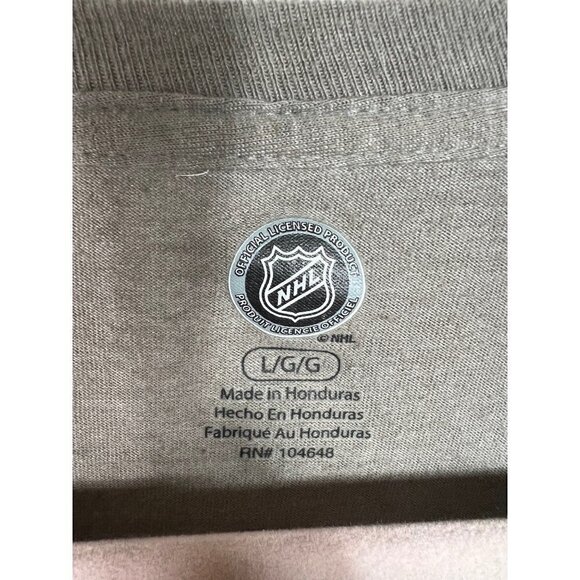 OFFICIAL LICENSED PRODUCT
NHL
PRODUIT LICENCIÉ OFFICIEL
© NHL
L/G/G
Made in Honduras
Hecho En Honduras
Fabriqué Au Honduras
RN# 104648